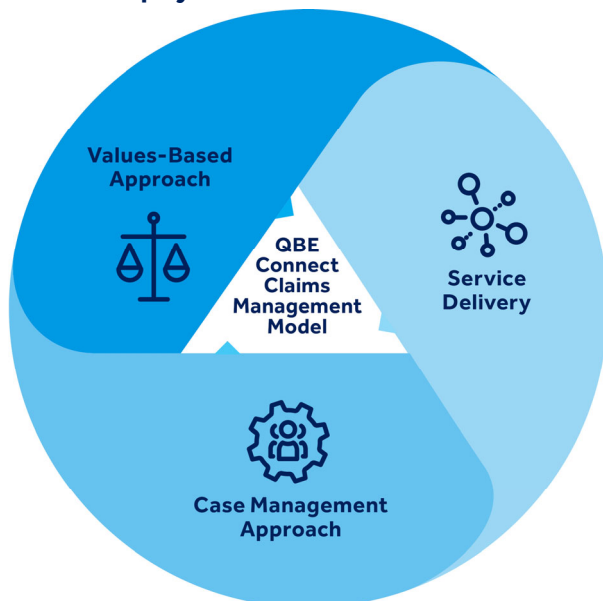 Values-Based
Approach
QBE
Connect
Claims
Management
Model
Service
Delivery
Case Management
Approach